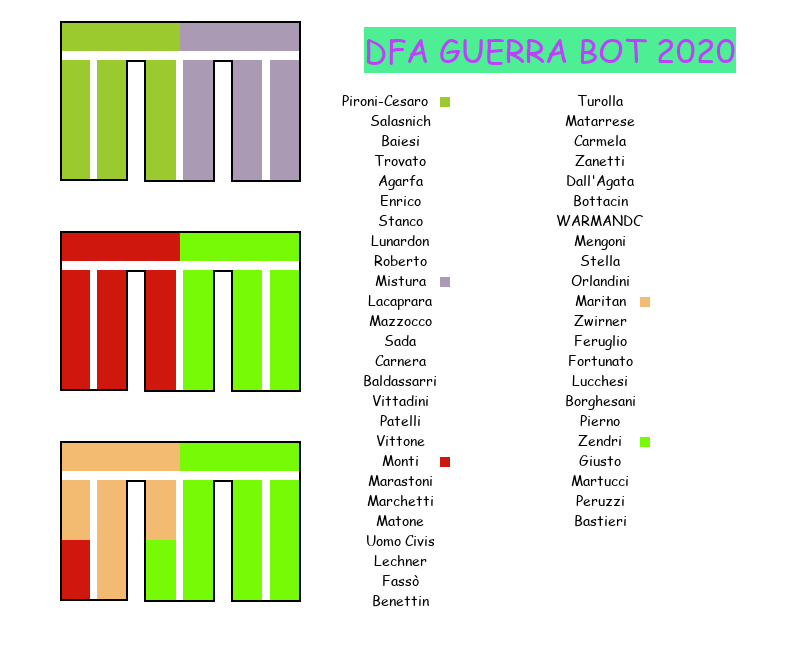 DFA GUERRA BOT 2020
Pironi-Cesaro
Salasnich
Baiesi
Trovato
Agarfa
Enrico
Stanco
Lunardon
Roberto
Mistura
Lacaprara
Mazzocco
Sada
Carnera
Baldassarri
Vittadini
Patelli
Vittone
Monti
Marastoni
Marchetti
Matone
Uomo Civis
Lechner
Fassò
Benettin
Turolla
Matarrese
Carmela
Zanetti
Dall'Agata
Bottacin
WARMANDC
Mengoni
Stella
Orlandini
Maritan
Zwirner
Feruglio
Fortunato
Lucchesi
Borghesani
Pierno
Zendri
Giusto
Martucci
Peruzzi
Bastieri